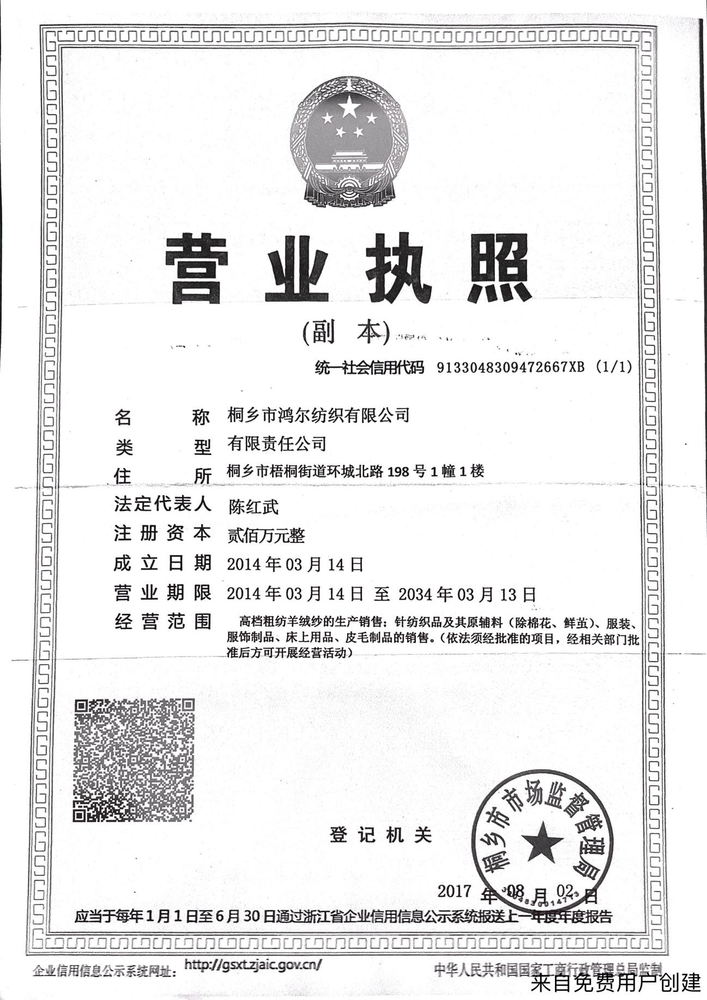 营业执照
(副 本)
统一社会信用代码 9133048309472667XB (1/1)
名 称 桐乡市鸿尔纺织有限公司
类 型 有限责任公司
住 所 桐乡市梧桐街道环城北路 198 号 1 幢 1 楼
法定代表人 陈红武
注册资本 贰佰万元整
成立日期 2014 年 03 月 14 日
营业期限 2014 年 03 月 14 日 至 2034 年 03 月 13 日
经营范围 高档粗纺羊绒纱的生产销售；针纺织品及其原辅料（除棉花、鲜茧）、服装、
服饰制品、床上用品、皮毛制品的销售。（依法须经批准的项目，经相关部门批
准后方可开展经营活动）
桐乡市市场监督管理局
登记机关
2017 年 08 月 02 日
应当于每年 1 月 1 日至 6 月 30 日通过浙江省企业信用信息公示系统报送上一年度年度报告
企业信用信息公示系统网址： http://gsxt.zjaic.gov.cn/
中华人民共和国国家工商行政管理总局监制
来自免费用户创建